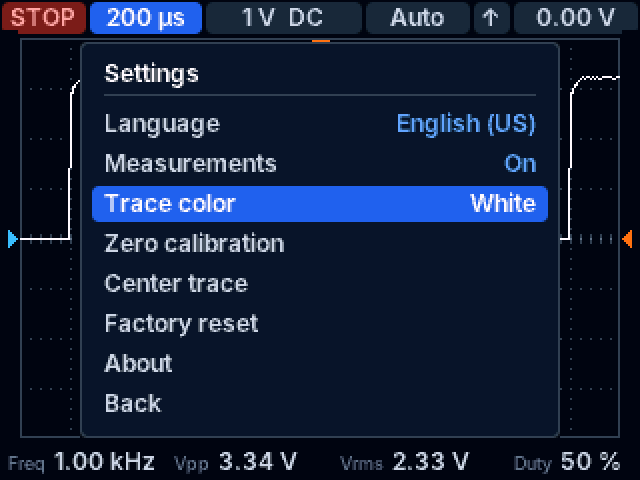 STOP 200 µs 1 V DC Auto ↑ 0.00 V
Settings
Language English (US)
Measurements On
Trace color White
Zero calibration
Center trace
Factory reset
About
Back
Freq 1.00 kHz Vpp 3.34 V Vrms 2.33 V Duty 50 %